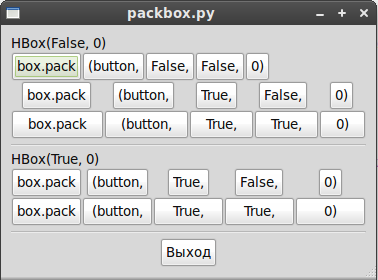 packbox.py
HBox(False, 0)
box.pack (button, False, False, 0)
box.pack (button, True, False, 0)
box.pack (button, True, True, 0)
HBox(True, 0)
box.pack (button, True, False, 0)
box.pack (button, True, True, 0)
Выход